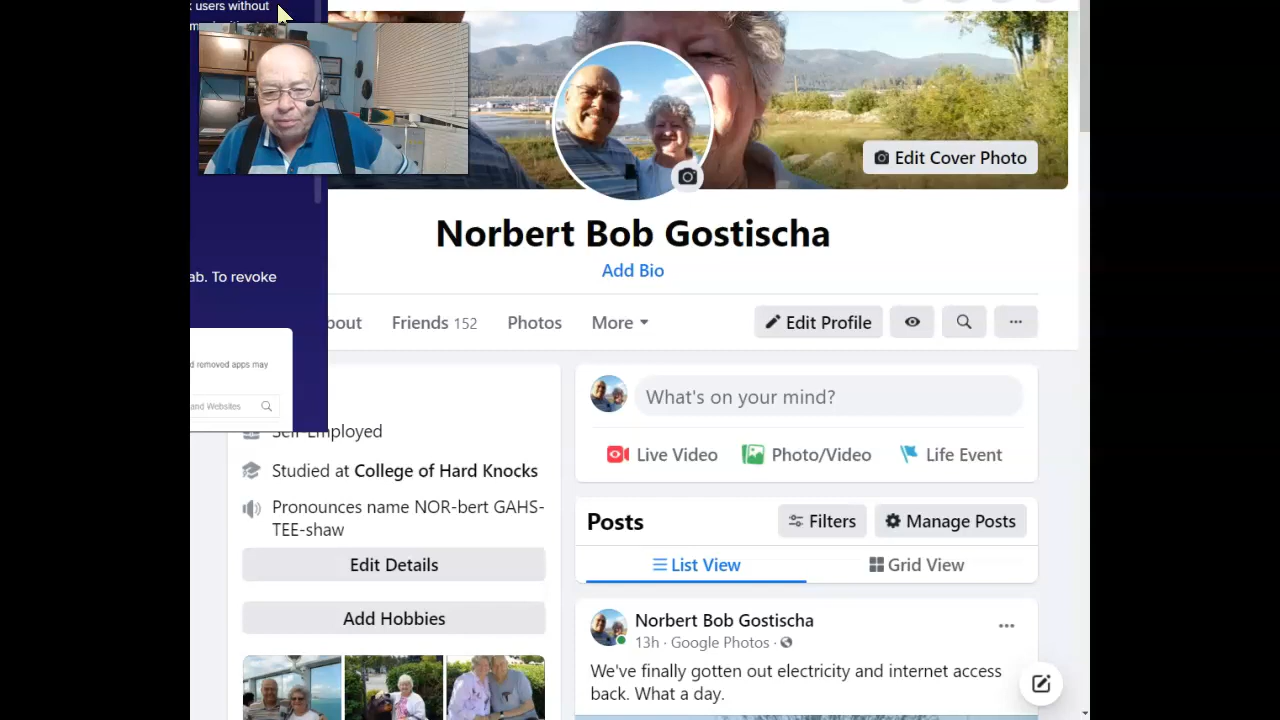 : users without
Edit Cover Photo
Norbert Bob Gostischa
Add Bio
ab. To revoke
bout
Friends 152
Photos
More
Edit Profile
d removed apps may
and Websites
What's on your mind?
Self-Employed
Live Video
Photo/Video
Life Event
Studied at College of Hard Knocks
Pronounces name NOR-bert GAHS-
TEE-shaw
Posts
Filters
Manage Posts
Edit Details
List View
Grid View
Add Hobbies
Norbert Bob Gostischa
13h · Google Photos ·
We've finally gotten out electricity and internet access
back. What a day.